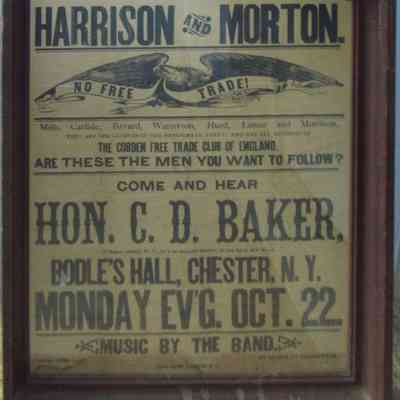 HARRISON AND MORTON.
NO FREE TRADE!
Mills, Carlisle, Bayard, Watterson, Hurd, Lamar and Morrison,
THE COBDEN FREE TRADE CLUB OF ENGLAND.
ARE THESE THE MEN YOU WANT TO FOLLOW?
COME AND HEAR
HON. C. D. BAKER,
BODLE'S HALL, CHESTER, N. Y.
MONDAY EV'G. OCT. 22.
MUSIC BY THE BAND.